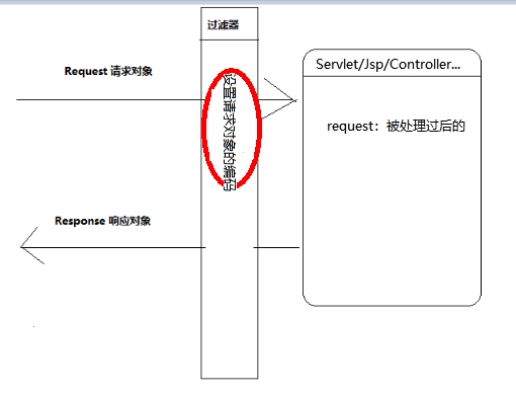 过滤器
Request 请求对象
设置请求对象的编码
Servlet/Jsp/Controller...
request：被处理过后的
Response 响应对象